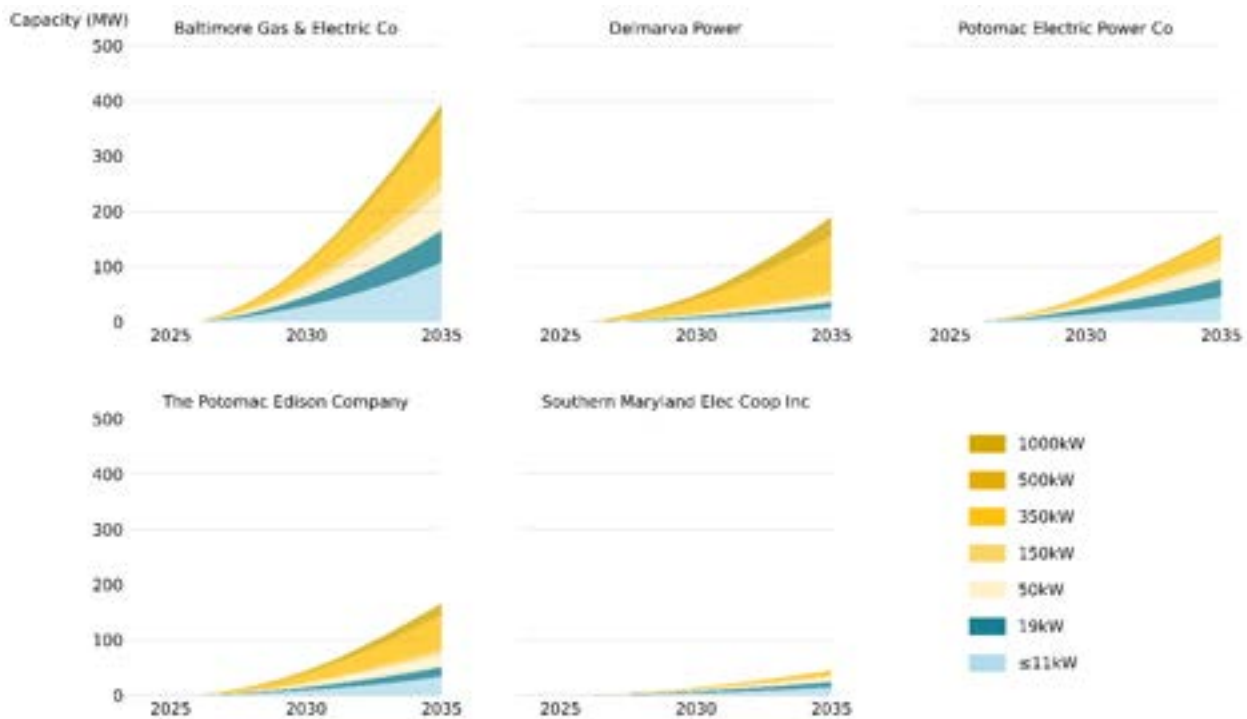 Capacity (MW)
Baltimore Gas & Electric Co
Delmarva Power
Potomac Electric Power Co
500
400
300
200
100
0
2025 2030 2035
2025 2030 2035
2025 2030 2035
The Potomac Edison Company
Southern Maryland Elec Coop Inc
500
400
300
200
100
0
2025 2030 2035
2025 2030 2035
1000kW
500kW
350kW
150kW
50kW
19kW
≤11kW